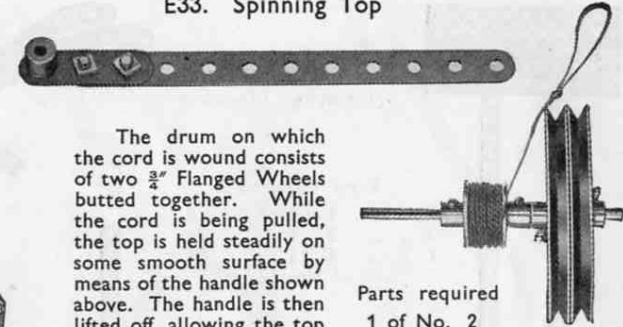 E33. Spinning Top
The drum on which
the cord is wound consists
of two ¾″ Flanged Wheels
butted together. While
the cord is being pulled,
the top is held steadily on
some smooth surface by
means of the handle shown
above. The handle is then
lifted off, allowing the top
Parts required
1 of No. 2